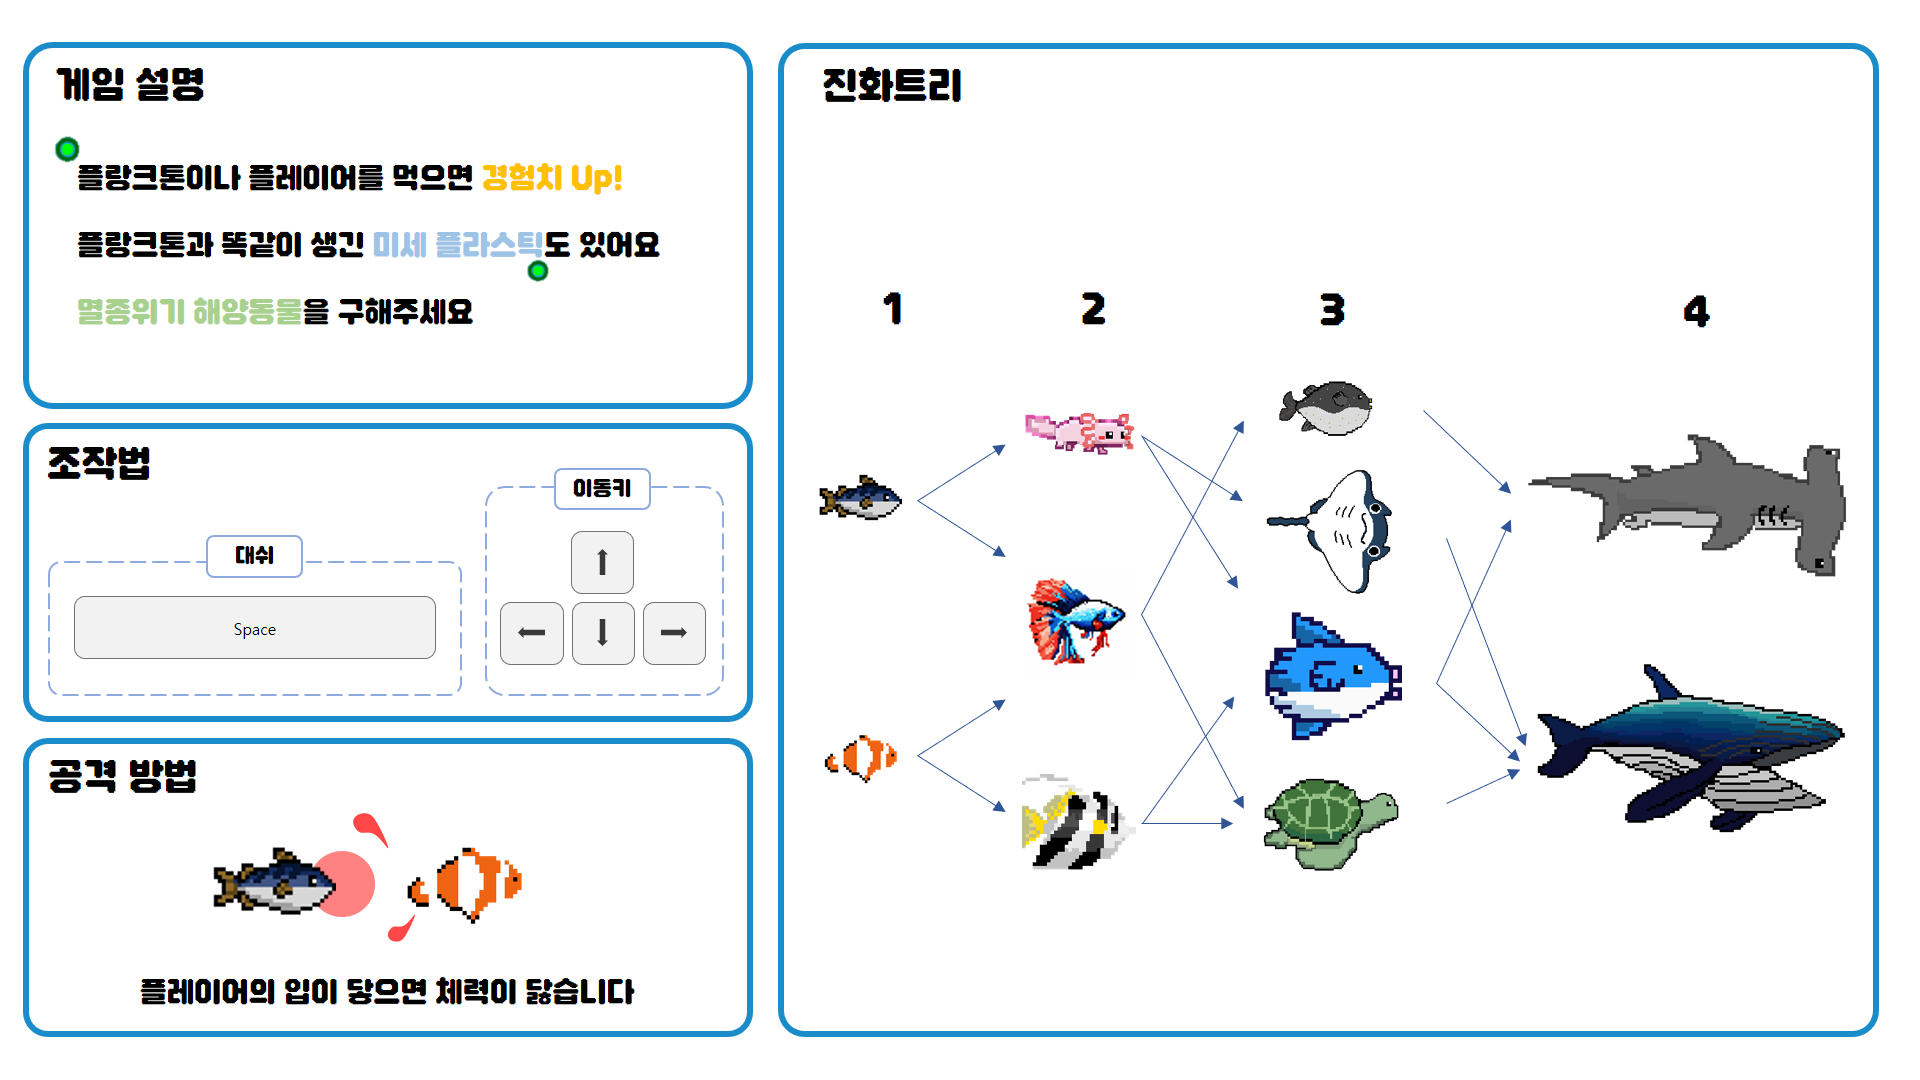 게임 설명
플랑크톤이나 플레이어를 먹으면 경험치 Up!
플랑크톤과 똑같이 생긴 미세 플라스틱도 있어요
멸종위기 해양동물을 구해주세요
조작법
대쉬
Space
이동키
공격 방법
플레이어의 입이 닿으면 체력이 닳습니다
진화트리
1 2 3 4